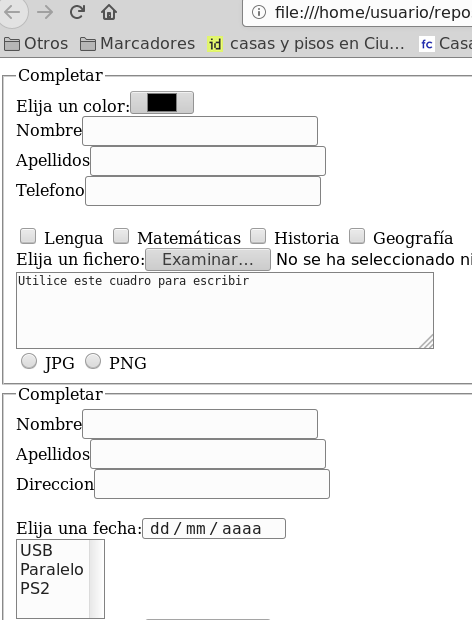 file:///home/usuario/repo
Otros Marcadores id casas y pisos en Ciu... fc Casa
Completar
Elija un color:
Nombre
Apellidos
Telefono
Lengua Matemáticas Historia Geografía
Elija un fichero: Examinar... No se ha seleccionado ni
Utilice este cuadro para escribir
JPG PNG
Completar
Nombre
Apellidos
Direccion
Elija una fecha: dd / mm / aaaa
USB
Paralelo
PS2